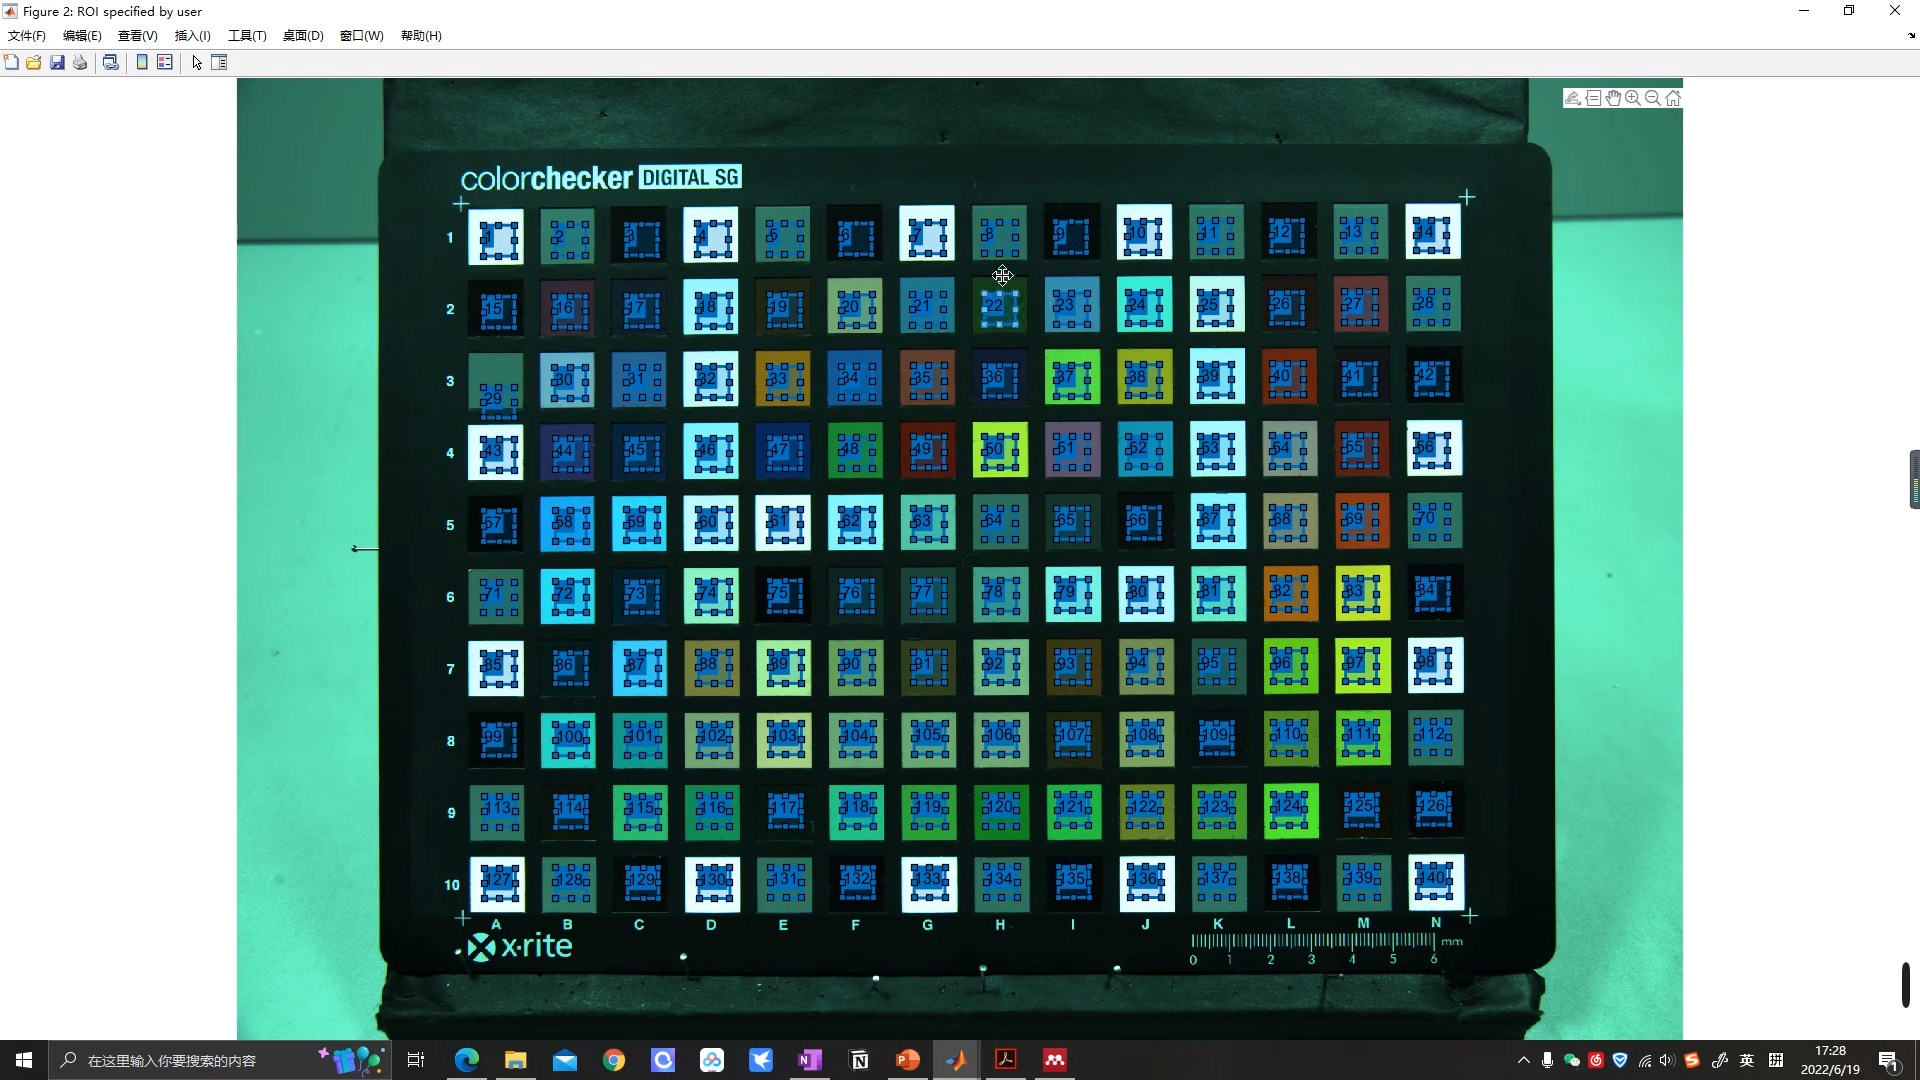 Figure 2: ROI specified by user
文件(F) 编辑(E) 查看(V) 插入(I) 工具(T) 桌面(D) 窗口(W) 帮助(H)
colorchecker DIGITAL SG
1 1 2 3 4 5 6 7 8 9 10 11 12 13 14
2 15 16 17 18 19 20 21 22 23 24 25 26 27 28
3 29 30 31 32 33 34 35 36 37 38 39 40 41 42
4 43 44 45 46 47 48 49 50 51 52 53 54 55 56
5 57 58 59 60 61 62 63 64 65 66 67 68 69 70
6 71 72 73 74 75 76 77 78 79 80 81 82 83 84
7 85 86 87 88 89 90 91 92 93 94 95 96 97 98
8 99 100 101 102 103 104 105 106 107 108 109 110 111 112
9 113 114 115 116 117 118 119 120 121 122 123 124 125 126
10 127 128 129 130 131 132 133 134 135 136 137 138 139 140
A B C D E F G H I J K L M N
x·rite
mm
0 1 2 3 4 5 6
在这里输入你要搜索的内容
英
拼
17:28
2022/6/19
1